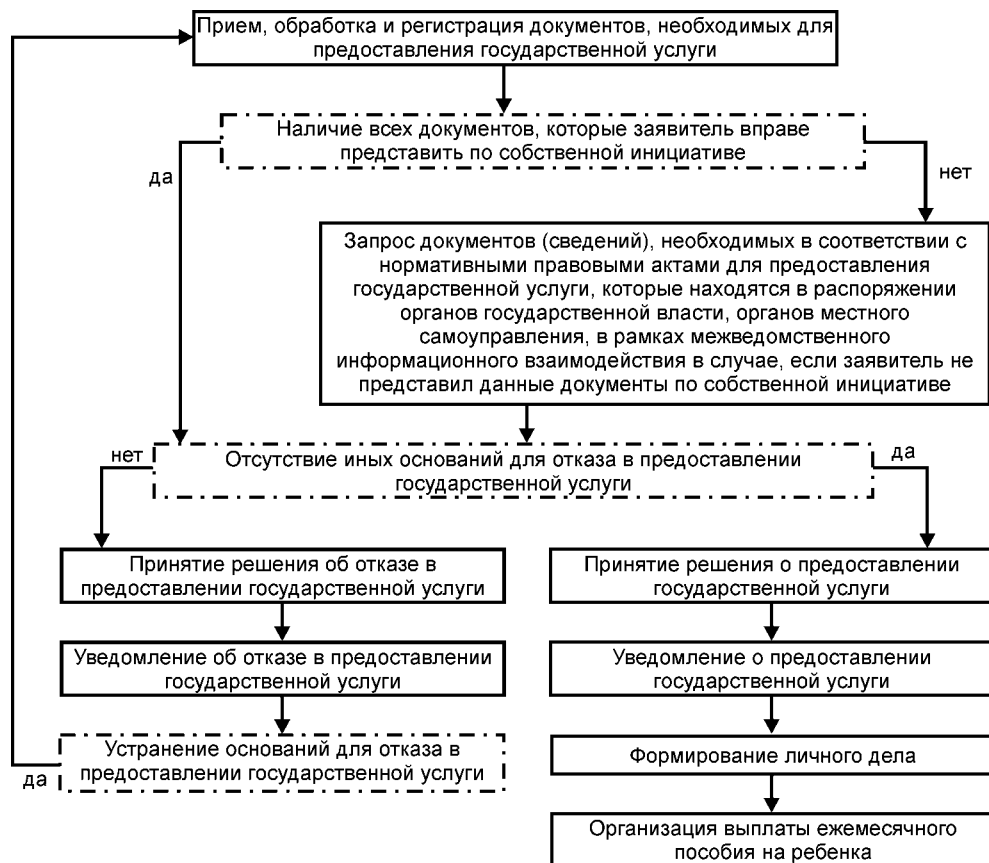 Прием, обработка и регистрация документов, необходимых для
предоставления государственной услуги
Наличие всех документов, которые заявитель вправе
представить по собственной инициативе
да
нет
Запрос документов (сведений), необходимых в соответствии с
нормативными правовыми актами для предоставления
государственной услуги, которые находятся в распоряжении
органов государственной власти, органов местного
самоуправления, в рамках межведомственного
информационного взаимодействия в случае, если заявитель не
представил данные документы по собственной инициативе
нет
Отсутствие иных оснований для отказа в предоставлении
государственной услуги
да
Принятие решения об отказе в
предоставлении государственной услуги
Принятие решения о предоставлении
государственной услуги
Уведомление об отказе в предоставлении
государственной услуги
Уведомление о предоставлении
государственной услуги
Устранение оснований для отказа в
предоставлении государственной услуги
да
Формирование личного дела
Организация выплаты ежемесячного
пособия на ребенка